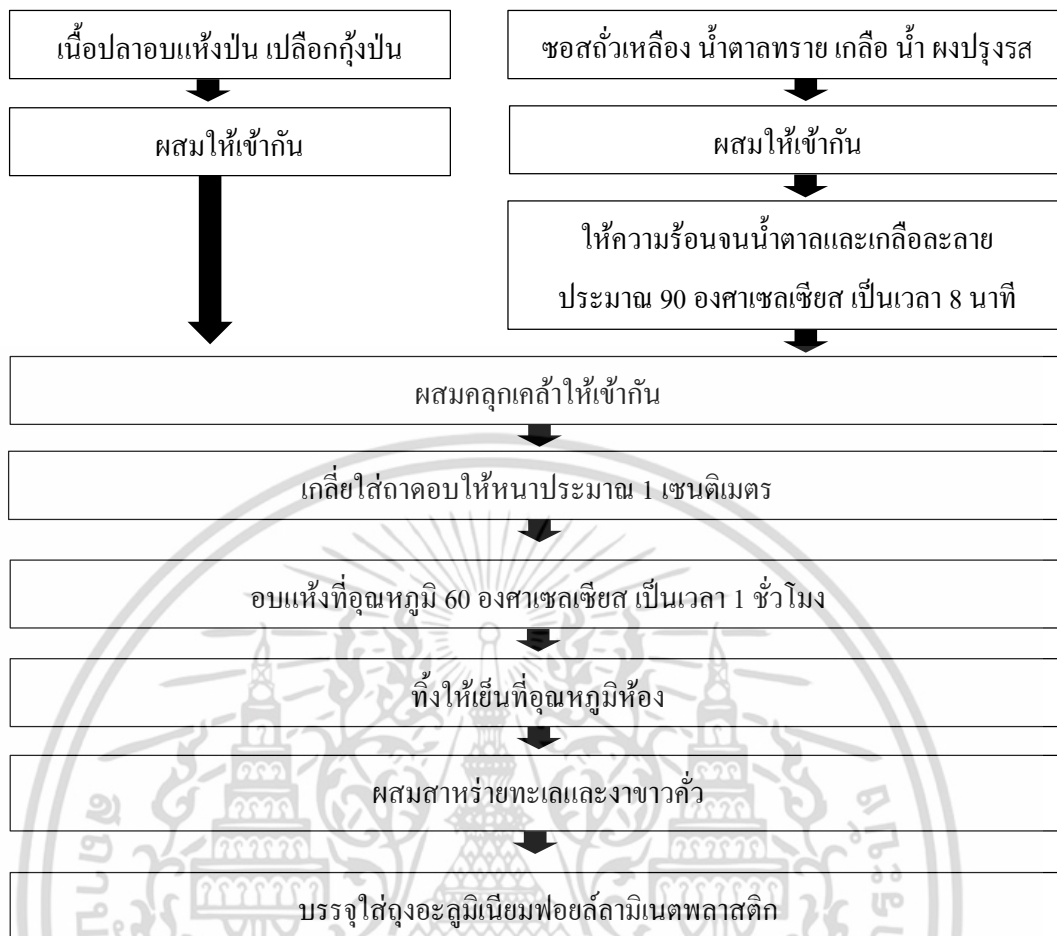 เนื้อปลาอบแห้งป่น เปลือกกุ้งป่น
ผสมให้เข้ากัน
ซอสถั่วเหลือง น้ำตาลทราย เกลือ น้ำ ผงปรุงรส
ผสมให้เข้ากัน
ให้ความร้อนจนน้ำตาลและเกลือละลาย
ประมาณ 90 องศาเซลเซียส เป็นเวลา 8 นาที
ผสมคลุกเคล้าให้เข้ากัน
เกลี่ยใส่ถาดอบให้หนาประมาณ 1 เซนติเมตร
อบแห้งที่อุณหภูมิ 60 องศาเซลเซียส เป็นเวลา 1 ชั่วโมง
ทิ้งให้เย็นที่อุณหภูมิห้อง
ผสมสาหร่ายทะเลและงาขาวคั่ว
บรรจุใส่ถุงอะลูมิเนียมฟอยล์ลามิเนตพลาสติก